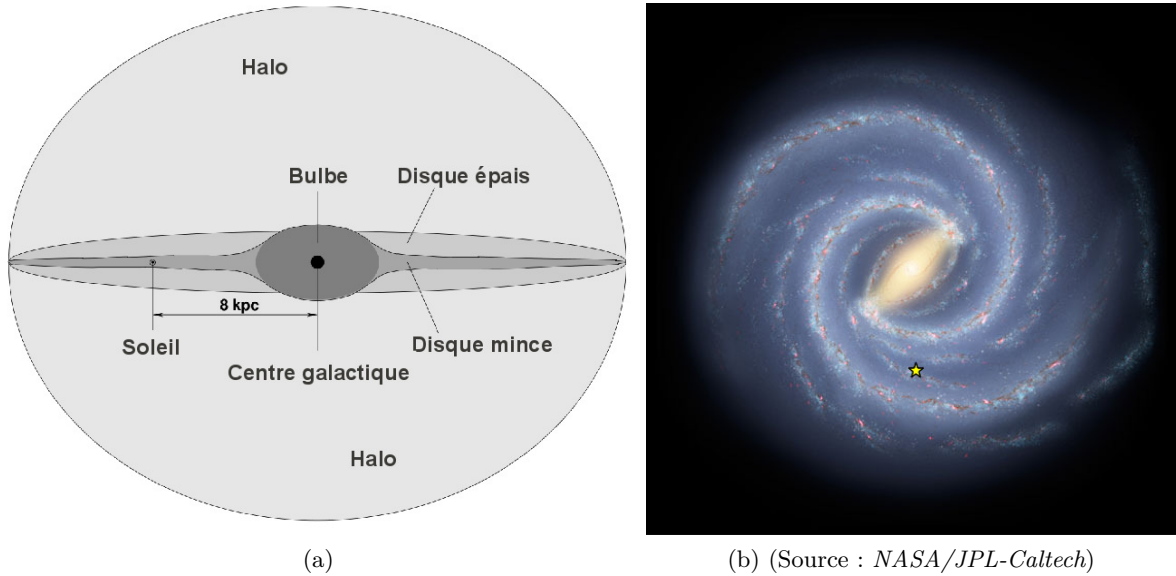 Halo
Bulbe
Disque épais
8 kpc
Soleil
Disque mince
Centre galactique
Halo
(a)
(b) (Source : NASA/JPL-Caltech)